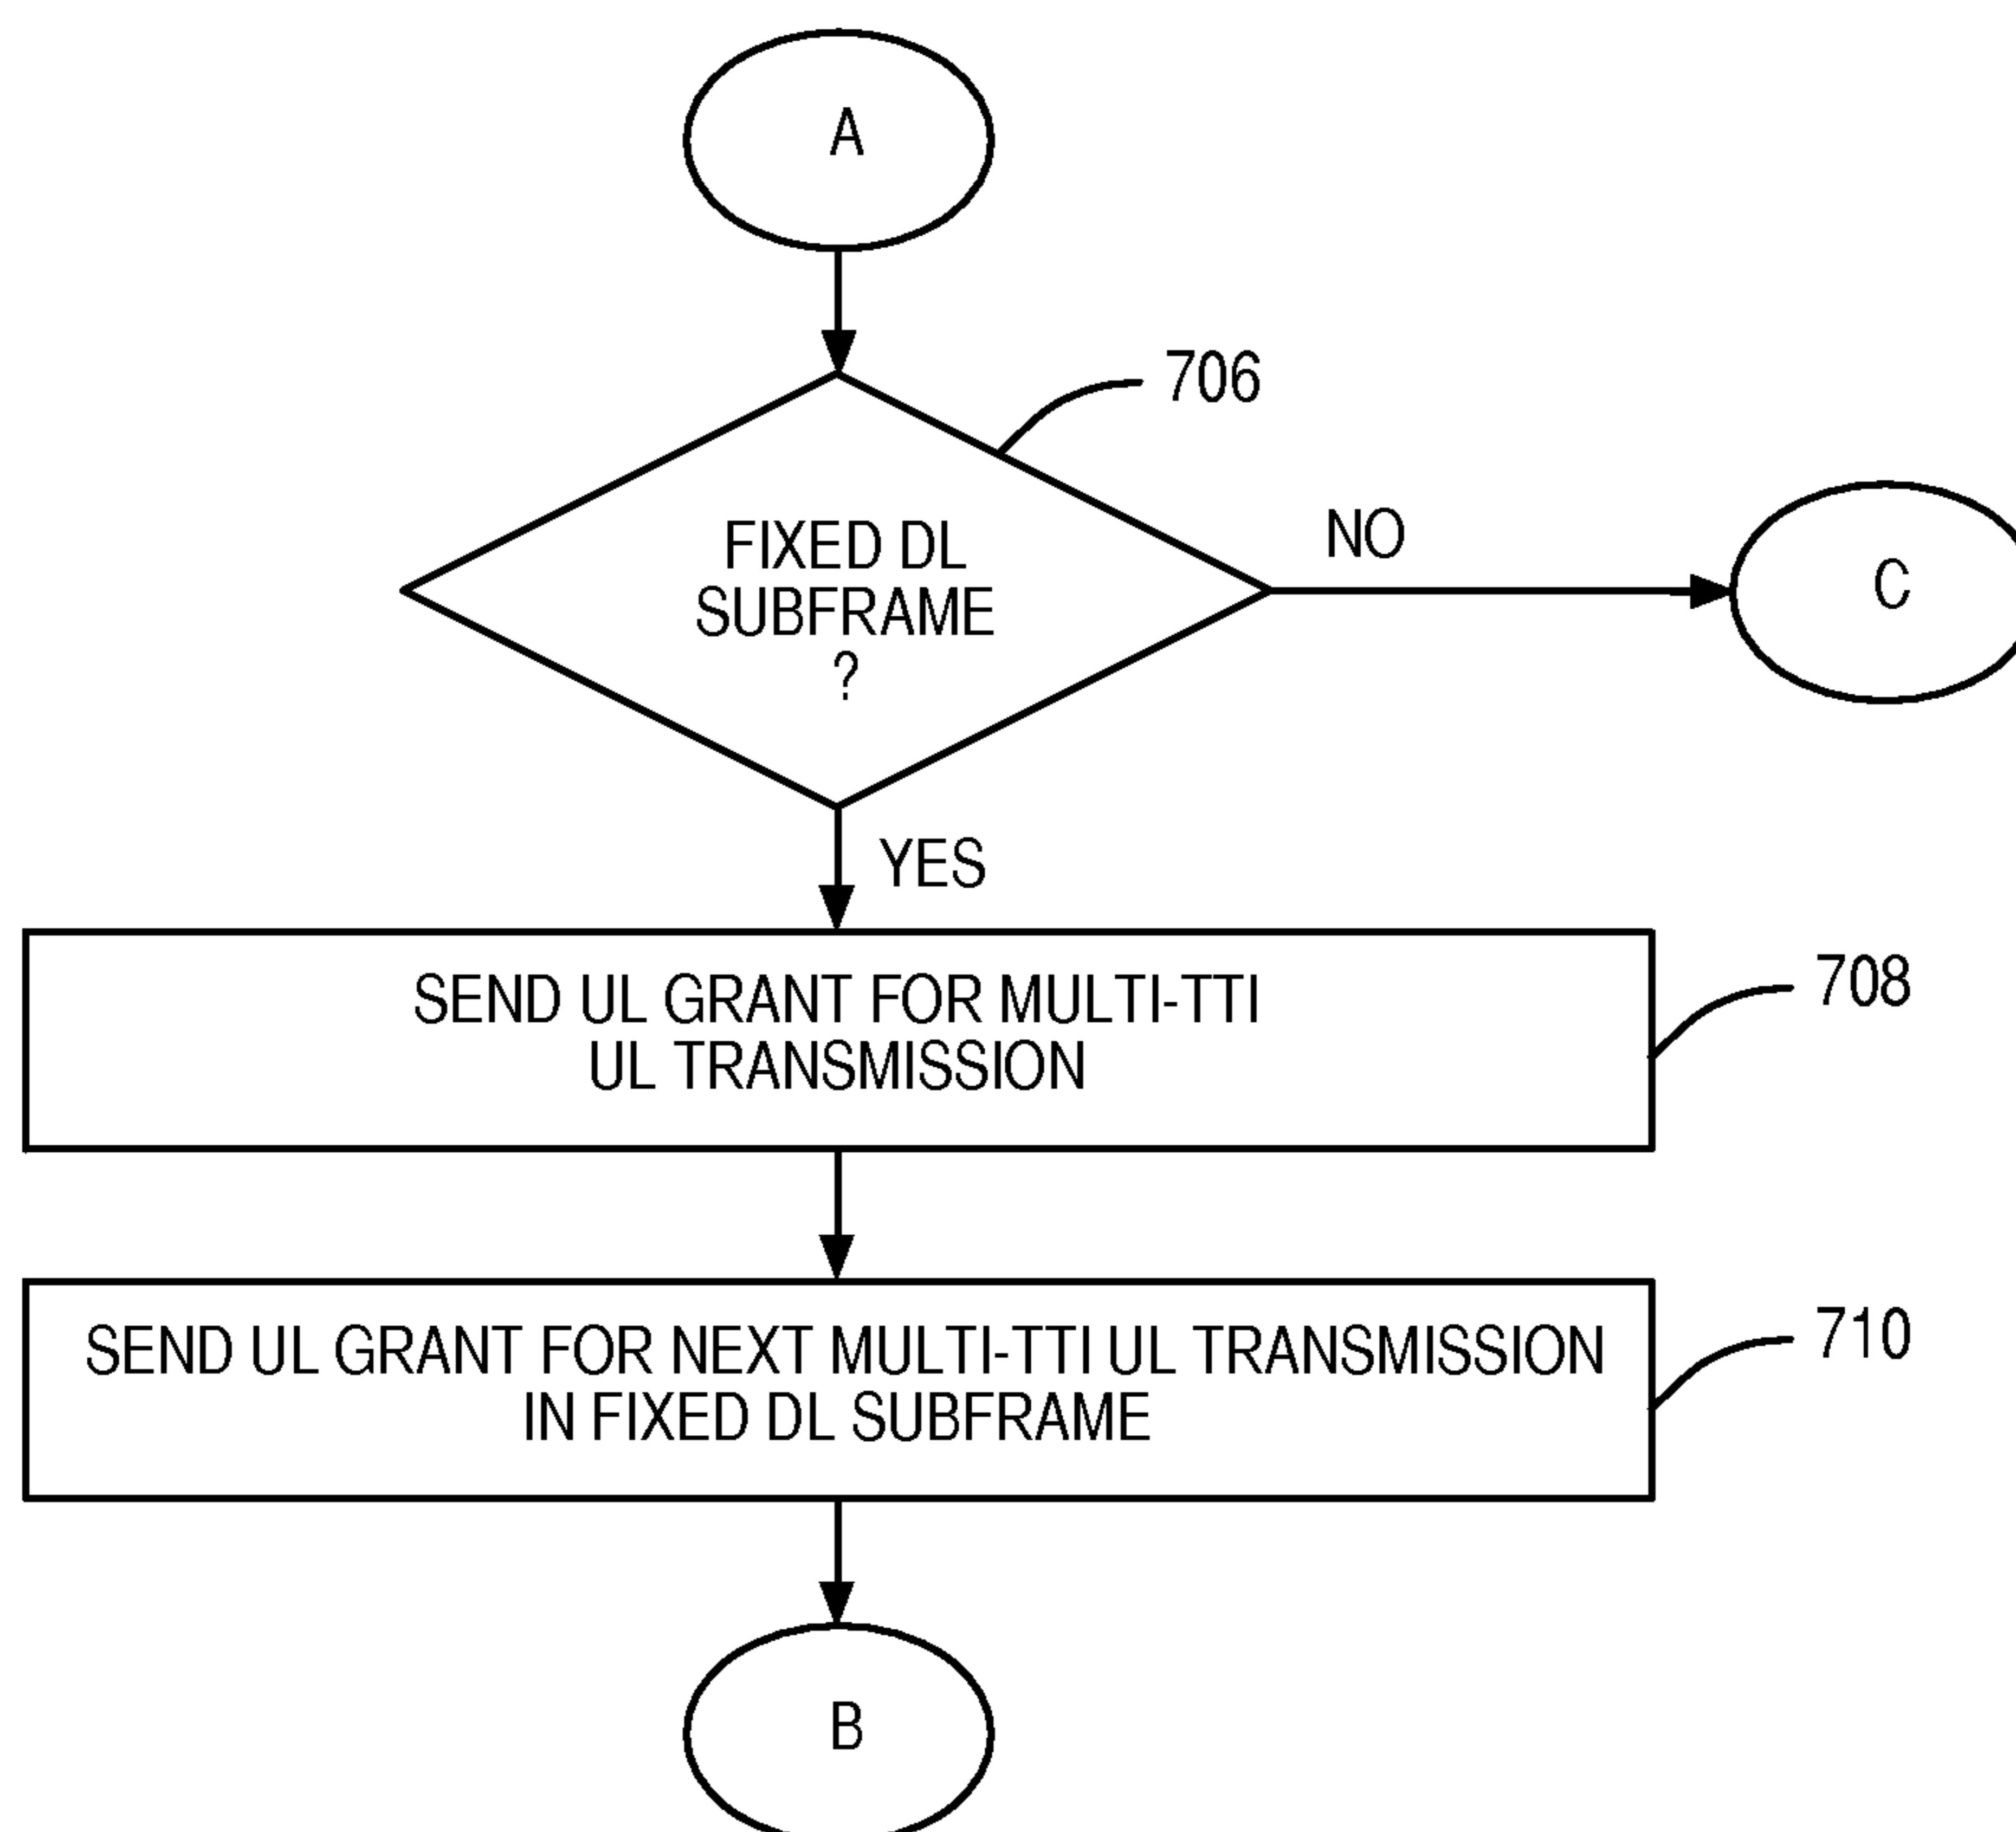 A
706
FIXED DL
SUBFRAME
?
NO
C
YES
SEND UL GRANT FOR MULTI-TTI
UL TRANSMISSION
708
SEND UL GRANT FOR NEXT MULTI-TTI UL TRANSMISSION
IN FIXED DL SUBFRAME
710
B